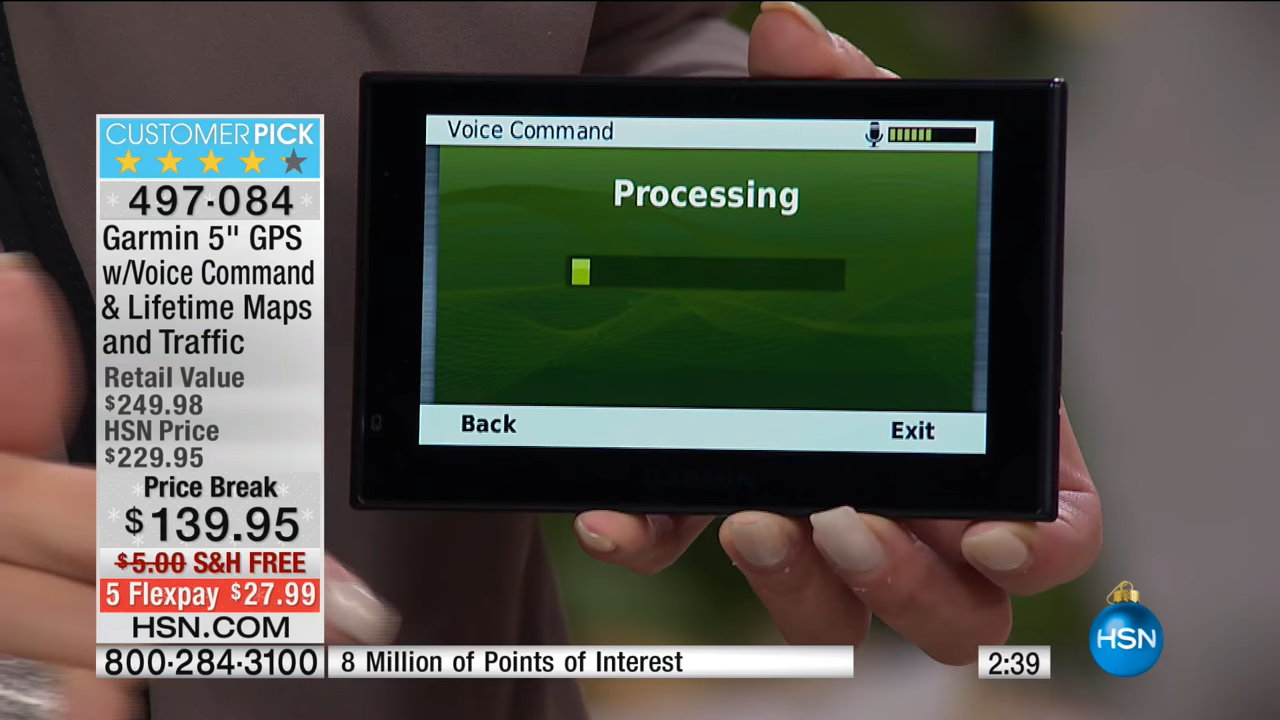 CUSTOMERPICK
497-084
Garmin 5" GPS
w/Voice Command
& Lifetime Maps
and Traffic
Retail Value
$249.98
HSN Price
$229.95
Price Break
$139.95
$5.00 S&H FREE
5 Flexpay $27.99
HSN.COM
800-284-3100
8 Million of Points of Interest
2:39
Voice Command
Processing
Back Exit
GARMIN
HSN